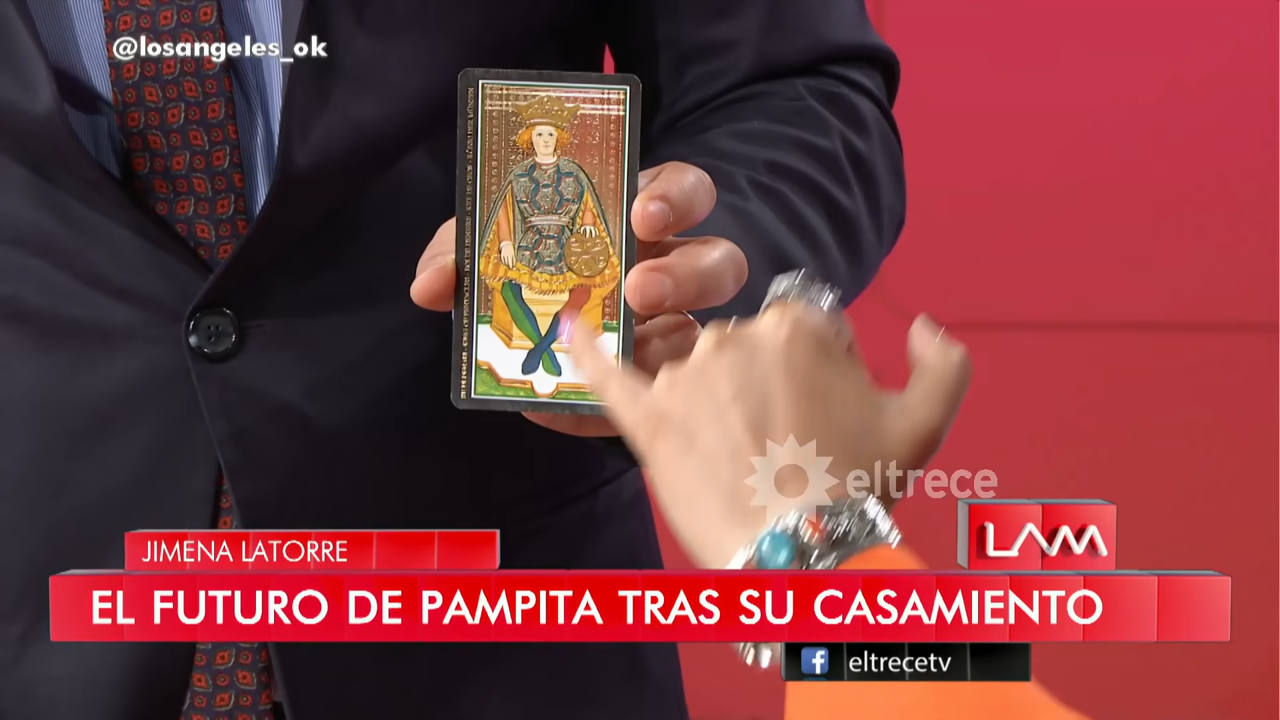 @losangeles_ok
eltrece
JIMENA LATORRE
LAM
EL FUTURO DE PAMPITA TRAS SU CASAMIENTO
f eltrecetv